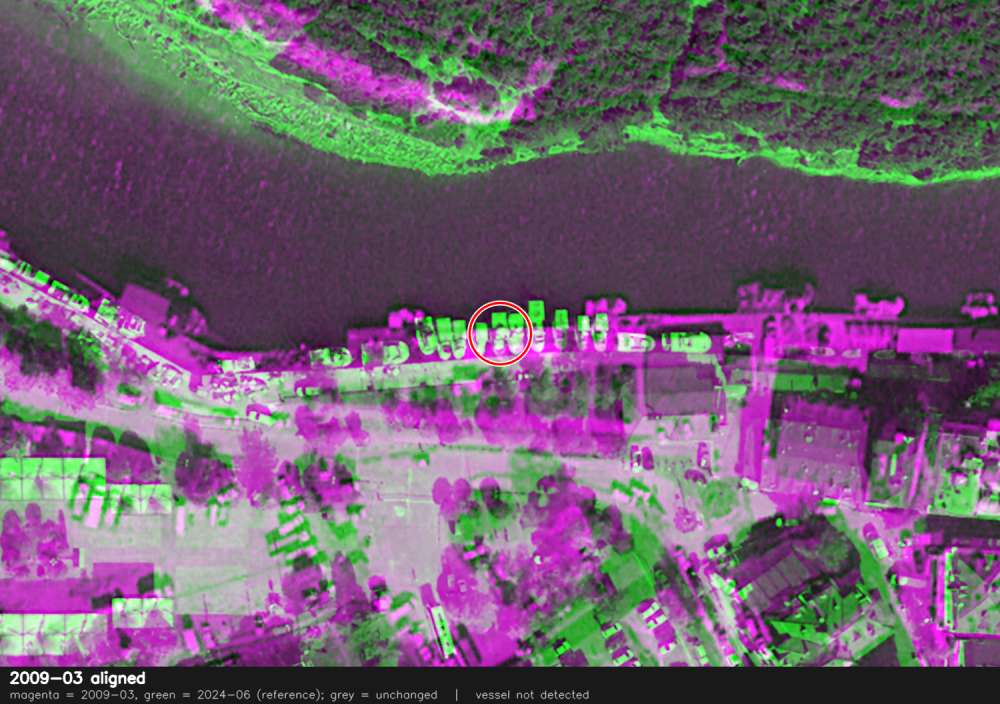 2009-03 aligned
magenta = 2009-03, green = 2024-06 (reference); grey = unchanged | vessel not detected